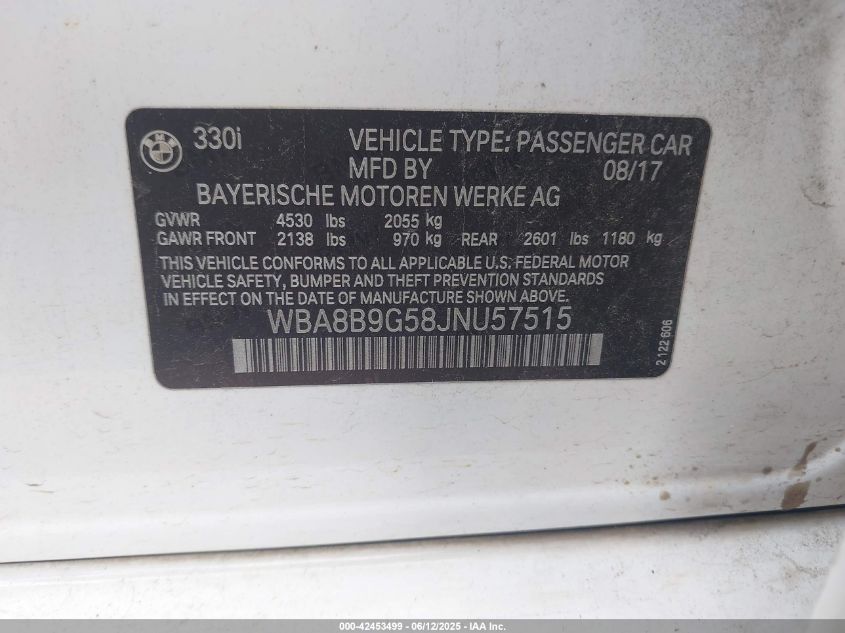 330i VEHICLE TYPE: PASSENGER CAR
MFD BY 08/17
BAYERISCHE MOTOREN WERKE AG
GVWR 4530 lbs 2055 kg
GAWR FRONT 2138 lbs 970 kg REAR 2601 lbs 1180 kg
THIS VEHICLE CONFORMS TO ALL APPLICABLE U.S. FEDERAL MOTOR
VEHICLE SAFETY, BUMPER AND THEFT PREVENTION STANDARDS
IN EFFECT ON THE DATE OF MANUFACTURE SHOWN ABOVE.
WBA8B9G58JNU57515
2 122 606
000-42453499 - 06/12/2025 - IAA Inc.